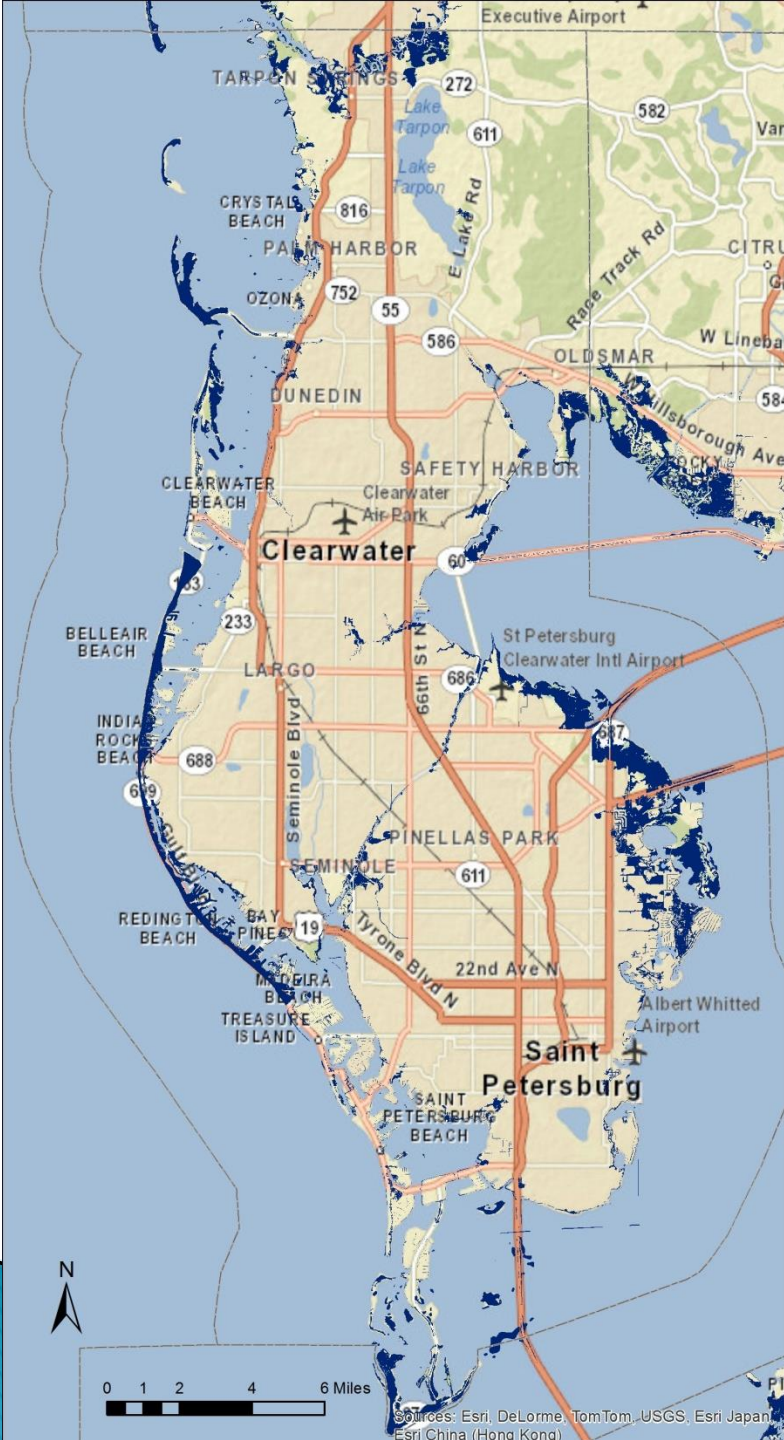 Executive Airport
TARPON SPRINGS
272
Lake
Tarpon
582
611
Lake
Tarpon
CRYSTAL
BEACH
816
E Lake Rd
Race Track Rd
PALM HARBOR
OZONA
752
55
586
W Lineba
OLDSMAR
584
W Hillsborough Ave
DUNEDIN
SAFETY HARBOR
CLEARWATER
BEACH
Clearwater
Air Park
Clearwater
60
233
BELLEAIR
BEACH
St Petersburg
Clearwater Intl Airport
LARGO
686
66th St N
687
INDIAN
ROCKS
BEACH
688
Seminole Blvd
699
PINELLAS PARK
SEMINOLE
611
REDINGTON
BEACH
BAY
PINES
19
Tyrone Blvd N
22nd Ave N
MADEIRA
BEACH
TREASURE
ISLAND
Albert Whitted
Airport
Saint
Petersburg
SAINT
PETERSBURG
BEACH
N
0 1 2 4 6 Miles
Sources: Esri, DeLorme, TomTom, USGS, Esri Japan,
Esri China (Hong Kong)